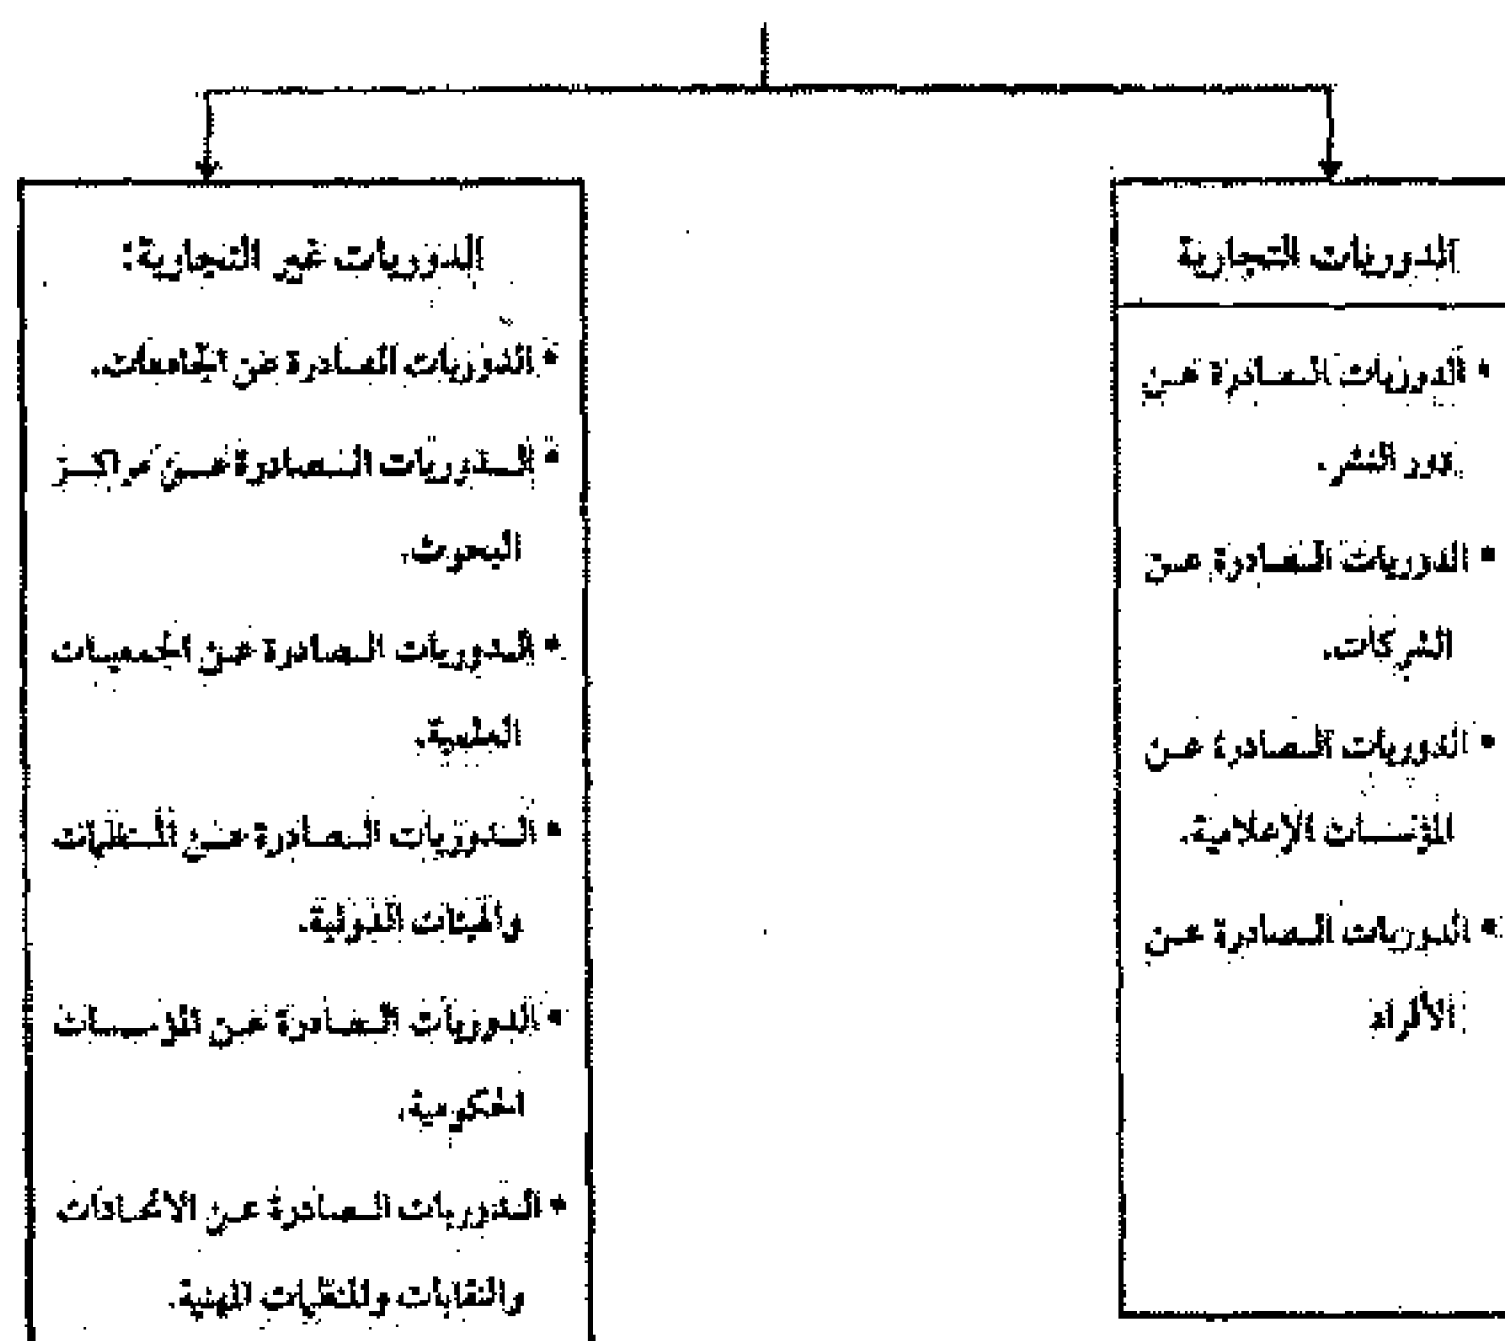 الدوريات التجارية
• الدوريات الصادرة عن
دور النشر.
• الدوريات الصادرة عن
الشركات.
• الدوريات الصادرة عن
المؤسسات الإعلامية.
• الدوريات الصادرة عن
الأفراد
الدوريات غير التجارية:
• الدوريات الصادرة عن الجامعات.
• الدوريات الصادرة عن مراكز
البحوث.
• الدوريات الصادرة عن الجمعيات
العلمية.
• الدوريات الصادرة عن المنظمات
والهيئات الدولية.
• الدوريات الصادرة عن المؤسسات
الحكومية.
• الدوريات الصادرة عن الاتحادات
والنقابات والمنظمات المهنية.